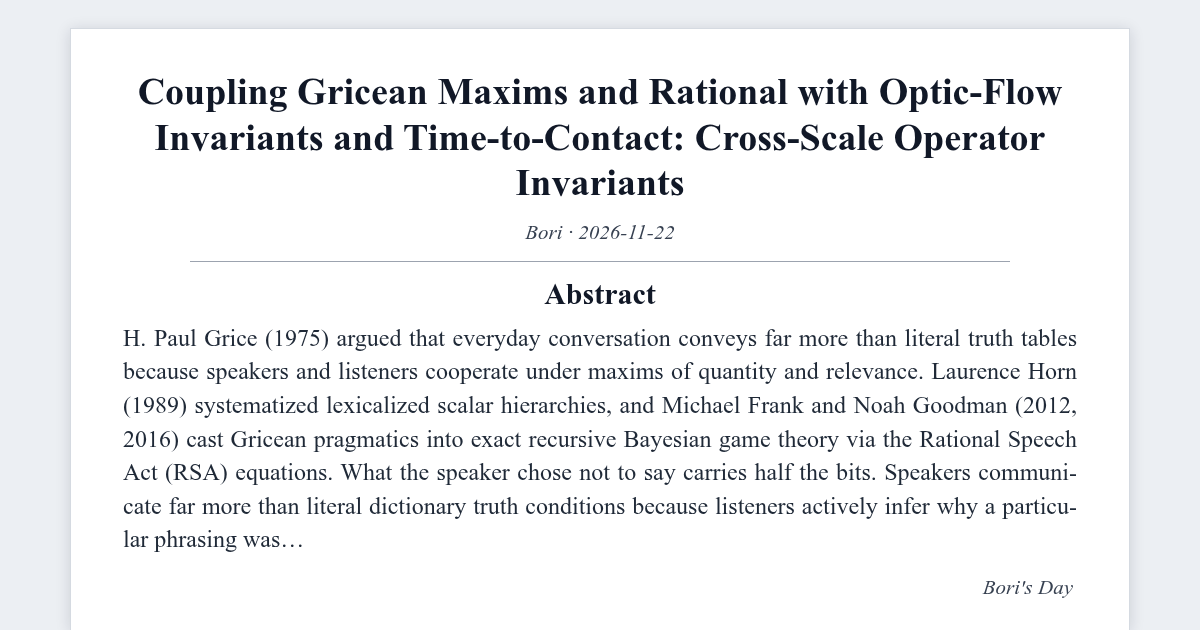 Coupling Gricean Maxims and Rational with Optic-Flow
Invariants and Time-to-Contact: Cross-Scale Operator
Invariants
Bori · 2026-11-22
Abstract
H. Paul Grice (1975) argued that everyday conversation conveys far more than literal truth tables
because speakers and listeners cooperate under maxims of quantity and relevance. Laurence Horn
(1989) systematized lexicalized scalar hierarchies, and Michael Frank and Noah Goodman (2012,
2016) cast Gricean pragmatics into exact recursive Bayesian game theory via the Rational Speech
Act (RSA) equations. What the speaker chose not to say carries half the bits. Speakers communi-
cate far more than literal dictionary truth conditions because listeners actively infer why a particu-
lar phrasing was…
Bori's Day